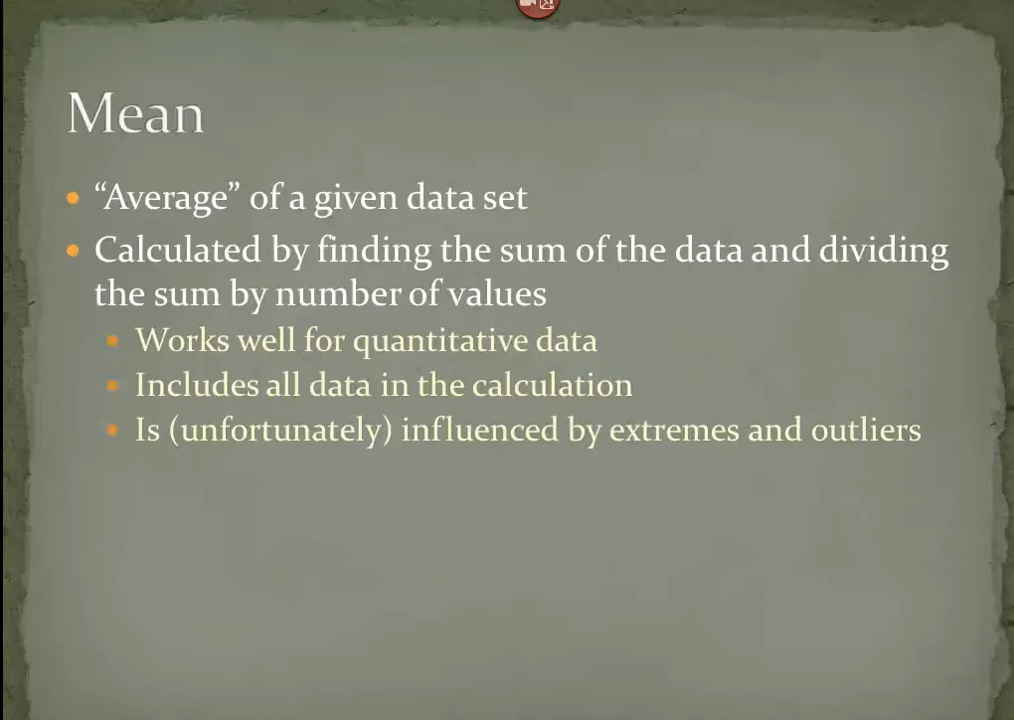 Mean
“Average” of a given data set
Calculated by finding the sum of the data and dividing
the sum by number of values
Works well for quantitative data
Includes all data in the calculation
Is (unfortunately) influenced by extremes and outliers